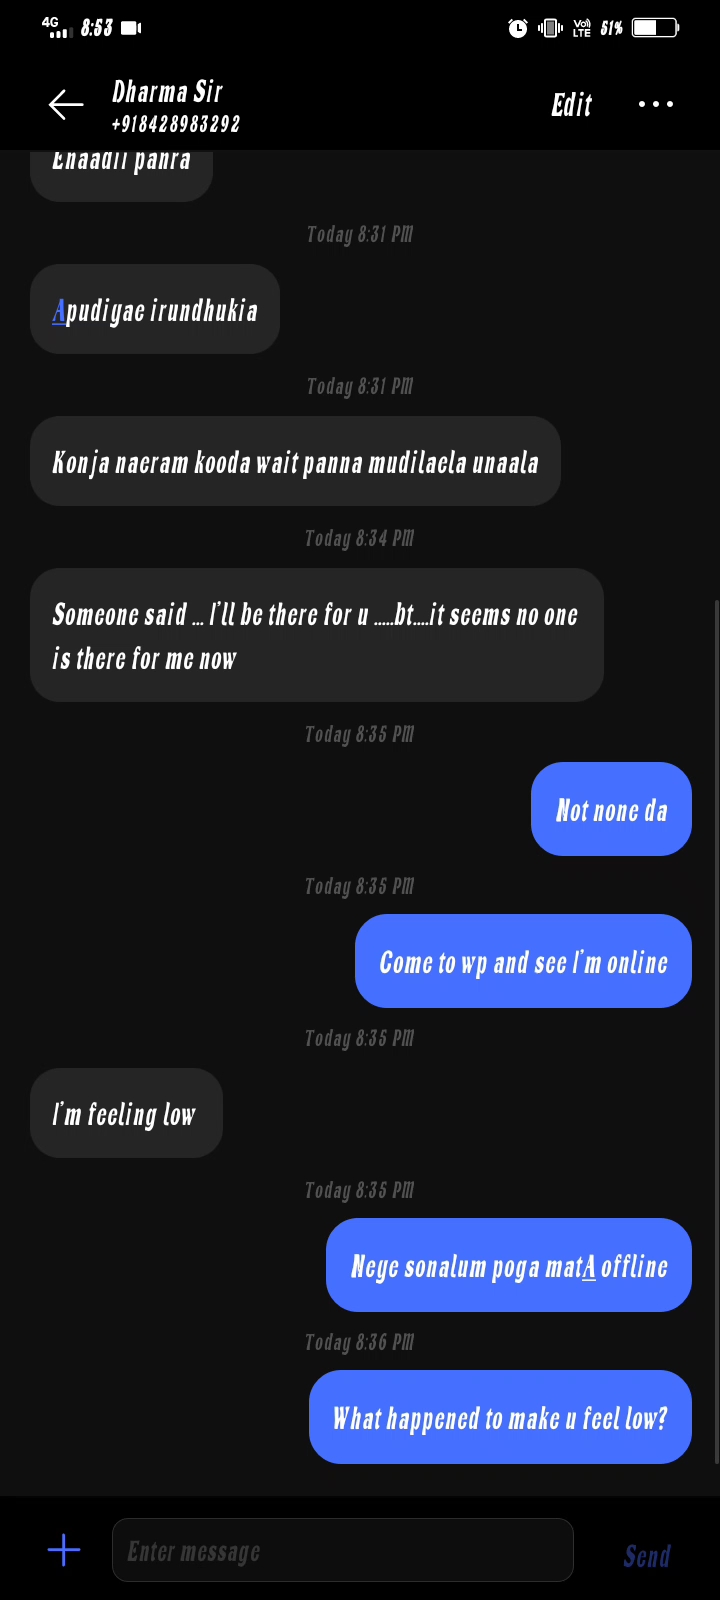 4G 8:53 Vo)) LTE 51%
Dharma Sir
+918428983292
Edit
Enaadii panra
Today 8:31 PM
Apudiyae irundhukia
Today 8:31 PM
Konja naeram kooda wait panna mudilaela unaala
Today 8:34 PM
Someone said ... I'll be there for u .....bt....it seems no one
is there for me now
Today 8:35 PM
Not none da
Today 8:35 PM
Come to wp and see I'm online
Today 8:35 PM
I'm feeling low
Today 8:35 PM
Neye sonalum poga matA offline
Today 8:36 PM
What happened to make u feel low?
Enter message
Send